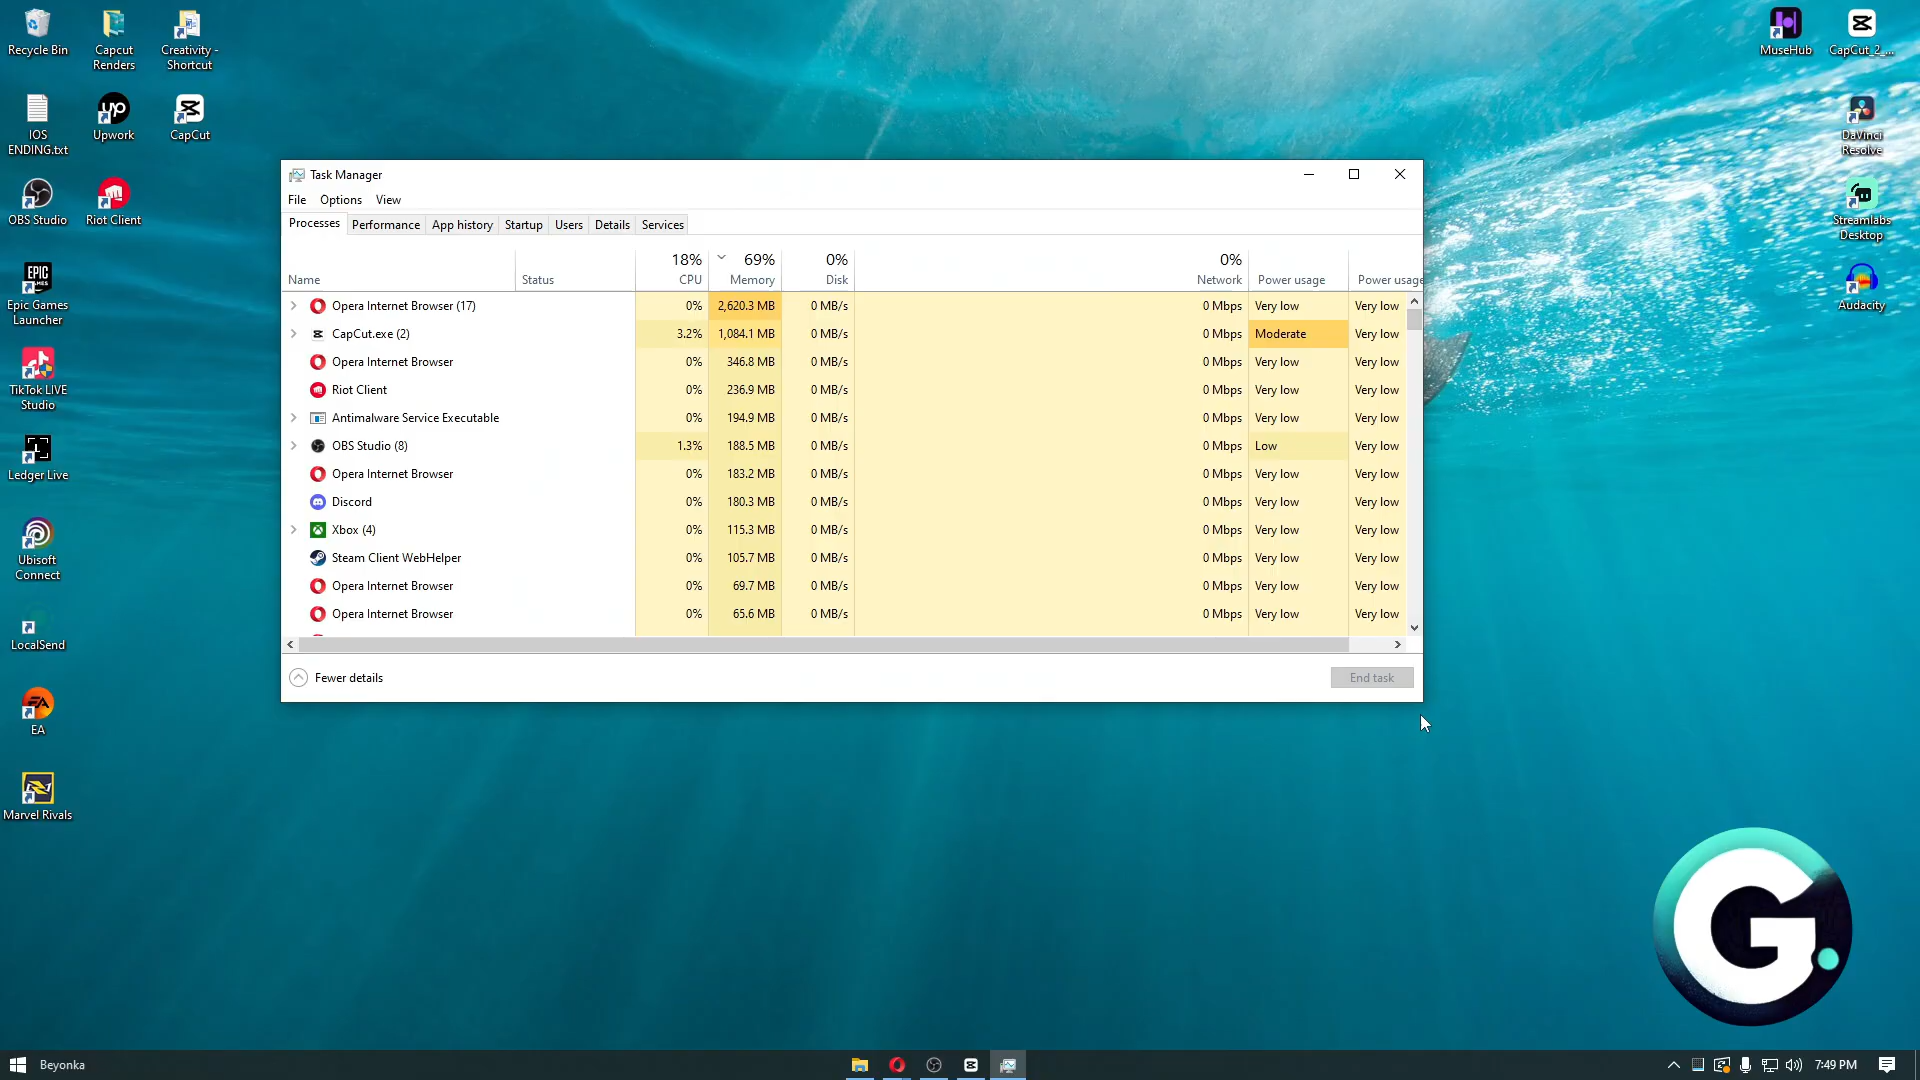 Recycle Bin
Capcut
Renders
Creativity -
Shortcut
MuseHub
CapCut_2_...
IOS
ENDING.txt
Upwork
CapCut
DaVinci
Resolve
OBS Studio
Riot Client
Streamlabs
Desktop
Epic Games
Launcher
Audacity
TikTok LIVE
Studio
Ledger Live
Ubisoft
Connect
LocalSend
EA
Marvel Rivals
Task Manager
File Options View
Processes Performance App history Startup Users Details Services
18% 69% 0% 0%
Name Status CPU Memory Disk Network Power usage Power usage
Opera Internet Browser (17) 0% 2,620.3 MB 0 MB/s 0 Mbps Very low Very low
CapCut.exe (2) 3.2% 1,084.1 MB 0 MB/s 0 Mbps Moderate Very low
Opera Internet Browser 0% 346.8 MB 0 MB/s 0 Mbps Very low Very low
Riot Client 0% 236.9 MB 0 MB/s 0 Mbps Very low Very low
Antimalware Service Executable 0% 194.9 MB 0 MB/s 0 Mbps Very low Very low
OBS Studio (8) 1.3% 188.5 MB 0 MB/s 0 Mbps Low Very low
Opera Internet Browser 0% 183.2 MB 0 MB/s 0 Mbps Very low Very low
Discord 0% 180.3 MB 0 MB/s 0 Mbps Very low Very low
Xbox (4) 0% 115.3 MB 0 MB/s 0 Mbps Very low Very low
Steam Client WebHelper 0% 105.7 MB 0 MB/s 0 Mbps Very low Very low
Opera Internet Browser 0% 69.7 MB 0 MB/s 0 Mbps Very low Very low
Opera Internet Browser 0% 65.6 MB 0 MB/s 0 Mbps Very low Very low
Fewer details End task
G
Beyonka 7:49 PM